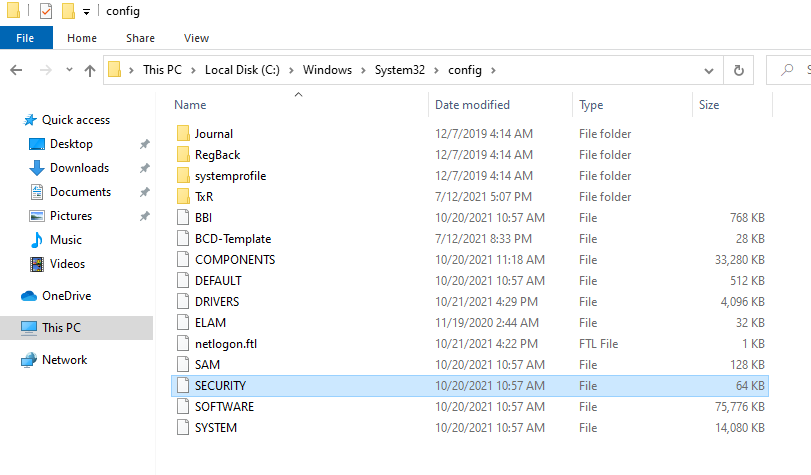 config
File Home Share View
This PC Local Disk (C:) Windows System32 config
Name Date modified Type Size
Quick access
Desktop
Downloads
Documents
Pictures
Music
Videos
OneDrive
This PC
Network
Journal 12/7/2019 4:14 AM File folder
RegBack 12/7/2019 4:14 AM File folder
systemprofile 12/7/2019 4:14 AM File folder
TxR 7/12/2021 5:07 PM File folder
BBI 10/20/2021 10:57 AM File 768 KB
BCD-Template 7/12/2021 8:33 PM File 28 KB
COMPONENTS 10/20/2021 11:18 AM File 33,280 KB
DEFAULT 10/20/2021 10:57 AM File 512 KB
DRIVERS 10/21/2021 4:29 PM File 4,096 KB
ELAM 11/19/2020 2:44 AM File 32 KB
netlogon.ftl 10/21/2021 4:22 PM FTL File 1 KB
SAM 10/20/2021 10:57 AM File 128 KB
SECURITY 10/20/2021 10:57 AM File 64 KB
SOFTWARE 10/20/2021 10:57 AM File 75,776 KB
SYSTEM 10/20/2021 10:57 AM File 14,080 KB